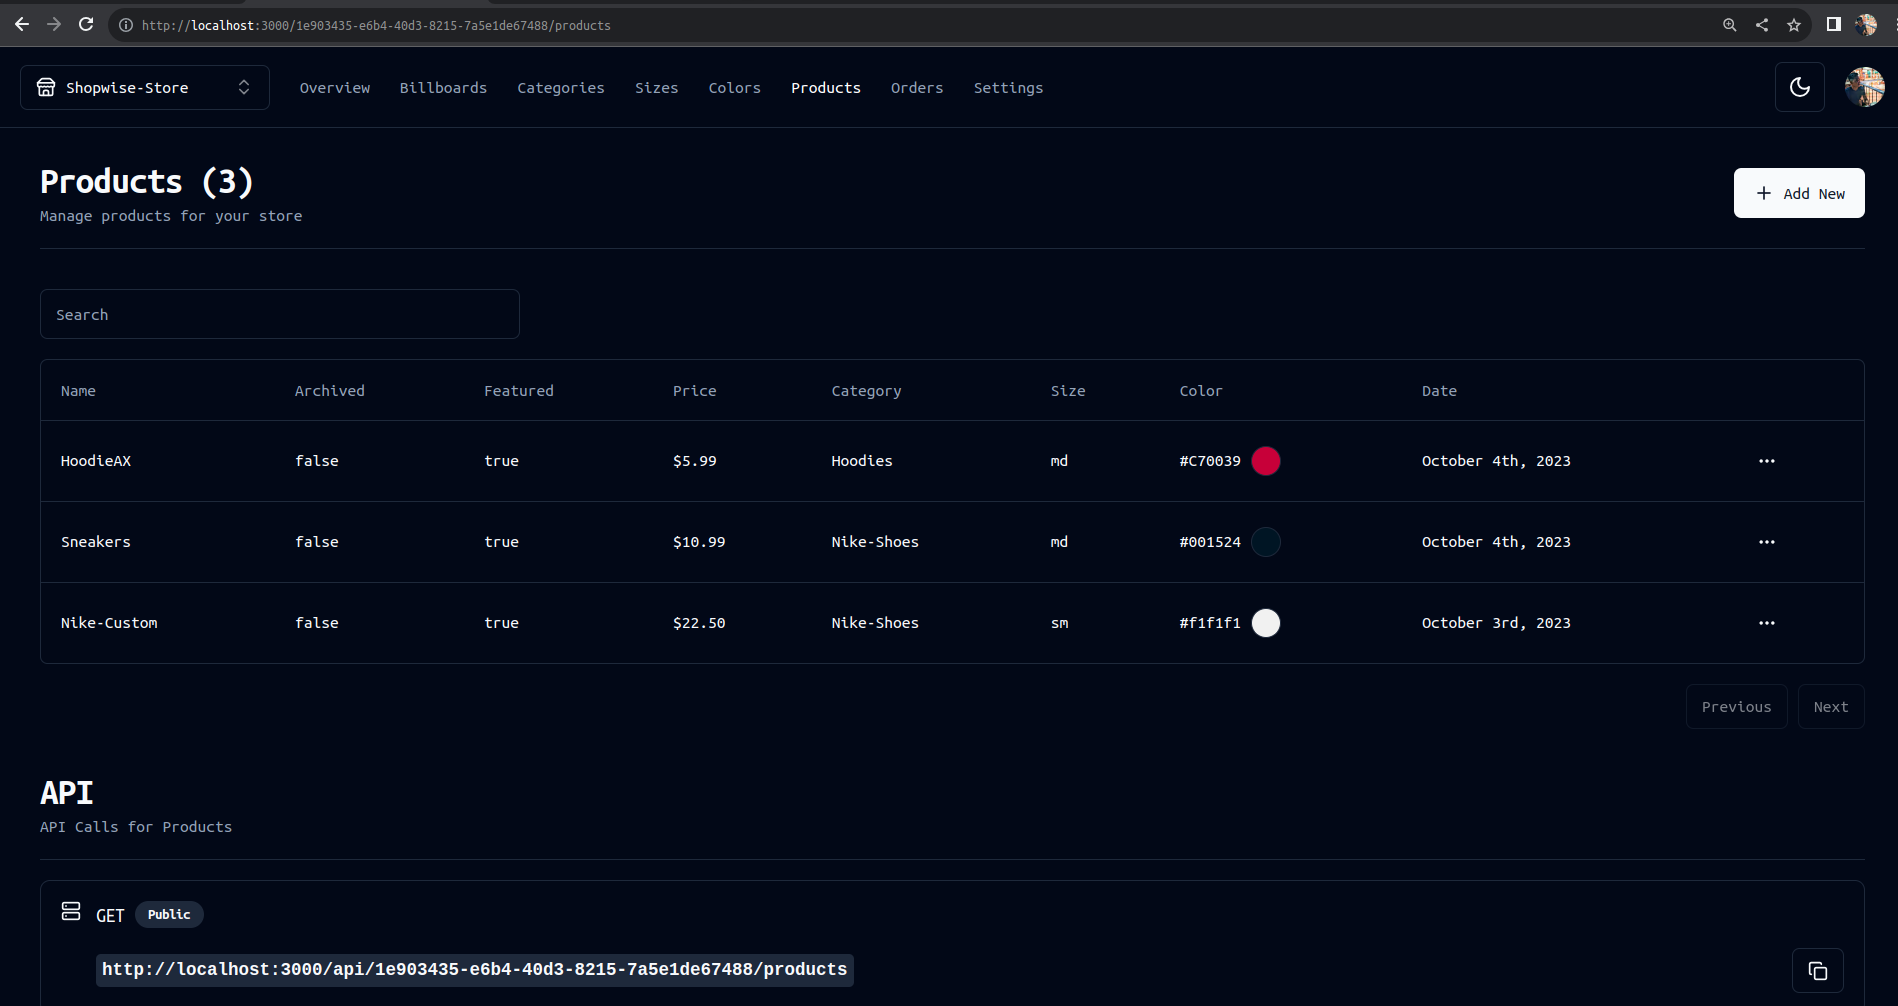 http://localhost:3000/1e903435-e6b4-40d3-8215-7a5e1de67488/products
Shopwise-Store Overview Billboards Categories Sizes Colors Products Orders Settings
Products (3)
Manage products for your store
+ Add New
Search
Name Archived Featured Price Category Size Color Date
HoodieAX false true $5.99 Hoodies md #C70039 October 4th, 2023
Sneakers false true $10.99 Nike-Shoes md #001524 October 4th, 2023
Nike-Custom false true $22.50 Nike-Shoes sm #f1f1f1 October 3rd, 2023
Previous Next
API
API Calls for Products
GET Public
http://localhost:3000/api/1e903435-e6b4-40d3-8215-7a5e1de67488/products